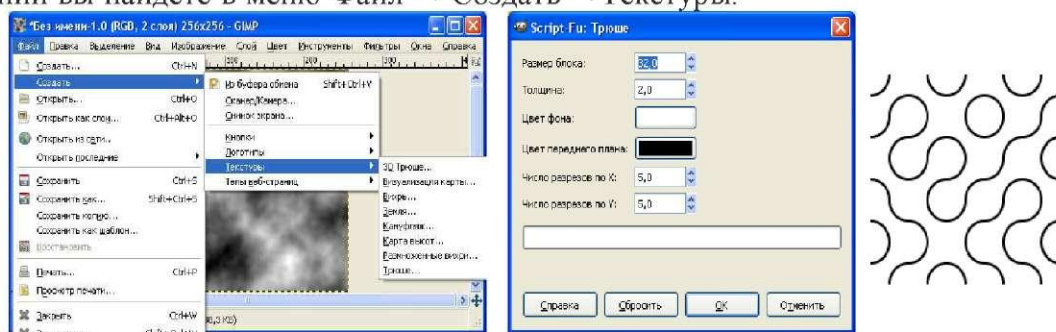 вы найдете в меню Файл -> Создать -> Текстуры.
*Без имени-1.0 (RGB, 2 слоя) 256x256 - GIMP
Файл Правка Выделение Вид Изображение Слой Цвет Инструменты Фильтры Окна Справка
Создать... Ctrl+N
Создать
Открыть... Ctrl+O
Открыть как слои... Ctrl+Alt+O
Открыть из сети...
Открыть последние
Сохранить Ctrl+S
Сохранить как... Shift+Ctrl+S
Сохранить копию...
Сохранить как шаблон...
Восстановить
Печать... Ctrl+P
Просмотр печати...
Закрыть Ctrl+W
200
300
Из буфера обмена Shift+Ctrl+V
Сканер/Камера...
Снимок экрана...
Кнопки
Логотипы
Текстуры
Темы веб-страниц
3D Трюше...
Визуализация карты...
Вихрь...
Земля...
Камуфляж...
Карта высот...
Размноженные вихри...
Трюше...
Script-Fu: Трюше
Размер блока: 32,0
Толщина: 2,0
Цвет фона:
Цвет переднего плана:
Число разрезов по X: 5,0
Число разрезов по Y: 5,0
Справка Сбросить OK Отменить